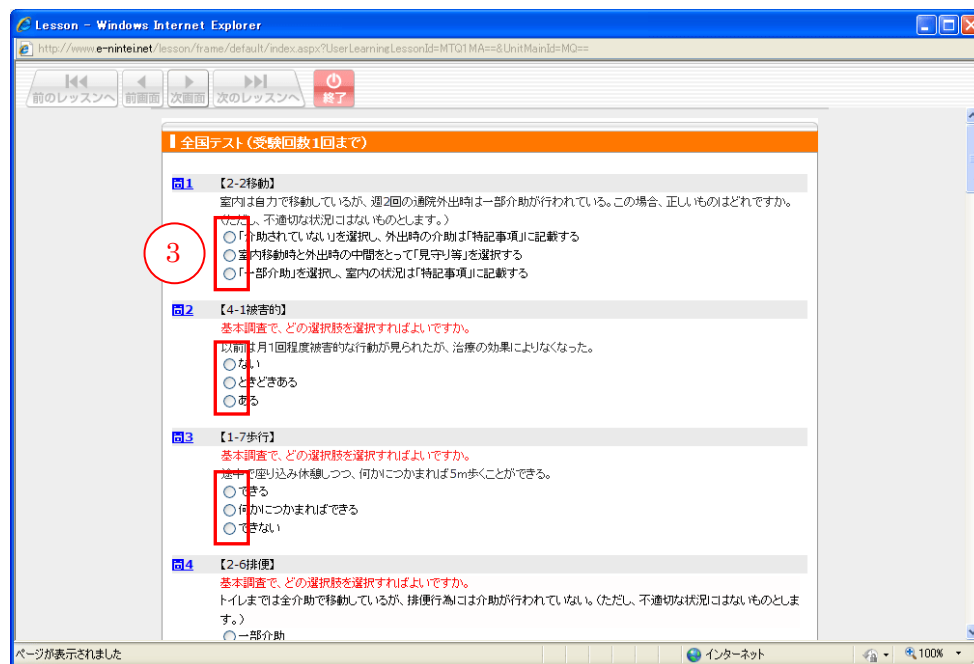 Lesson - Windows Internet Explorer
http://www.e-nintei.net/lesson/frame/default/index.aspx?UserLearningLessonId=MTQ1MA==&UnitMainId=MQ==
前のレッスンへ 前画面 次画面 次のレッスンへ 終了
全国テスト(受験回数1回まで)
問1 【2-2移動】
室内は自力で移動しているが、週2回の通院外出時は一部介助が行われている。この場合、正しいものはどれですか。
(ただし、不適切な状況にはないものとします。)
「介助されていない」を選択し、外出時の介助は「特記事項」に記載する
③
室内移動時と外出時の中間をとって「見守り等」を選択する
「一部介助」を選択し、室内の状況は「特記事項」に記載する
問2 【4-1被害的】
基本調査で、どの選択肢を選択すればよいですか。
以前は月1回程度被害的な行動が見られたが、治療の効果によりなくなった。
ない
ときどきある
ある
問3 【1-7歩行】
基本調査で、どの選択肢を選択すればよいですか。
途中で座り込み休憩しつつ、何かにつかまれば5m歩くことができる。
できる
何かにつかまればできる
できない
問4 【2-6排便】
基本調査で、どの選択肢を選択すればよいですか。
トイレまでは全介助で移動しているが、排便行為には介助が行われていない。(ただし、不適切な状況にはないものとしま
す。)
一部介助
ページが表示されました インターネット 100%